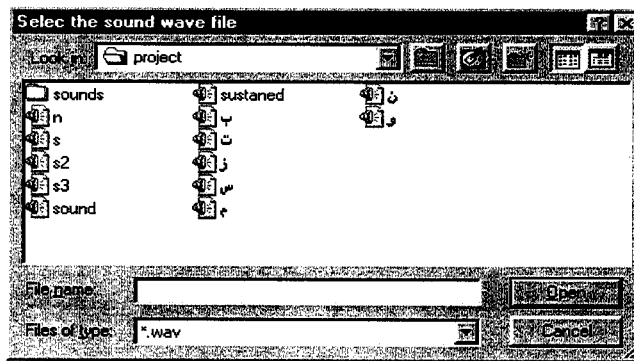 Selec the sound wave file
Look in: project
sounds
n
s
s2
s3
sound
sustaned
ب
ت
ز
س
م
ن
و
File name:
Open
Files of type: *.wav
Cancel